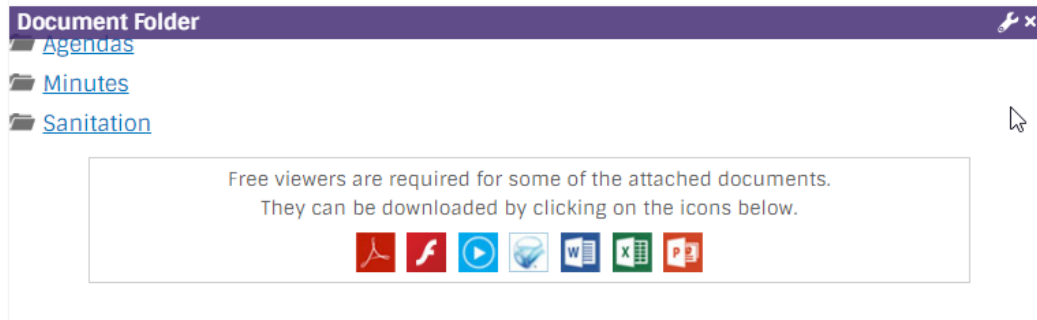 Document Folder
Agendas
Minutes
Sanitation
Free viewers are required for some of the attached documents.
They can be downloaded by clicking on the icons below.
W X P